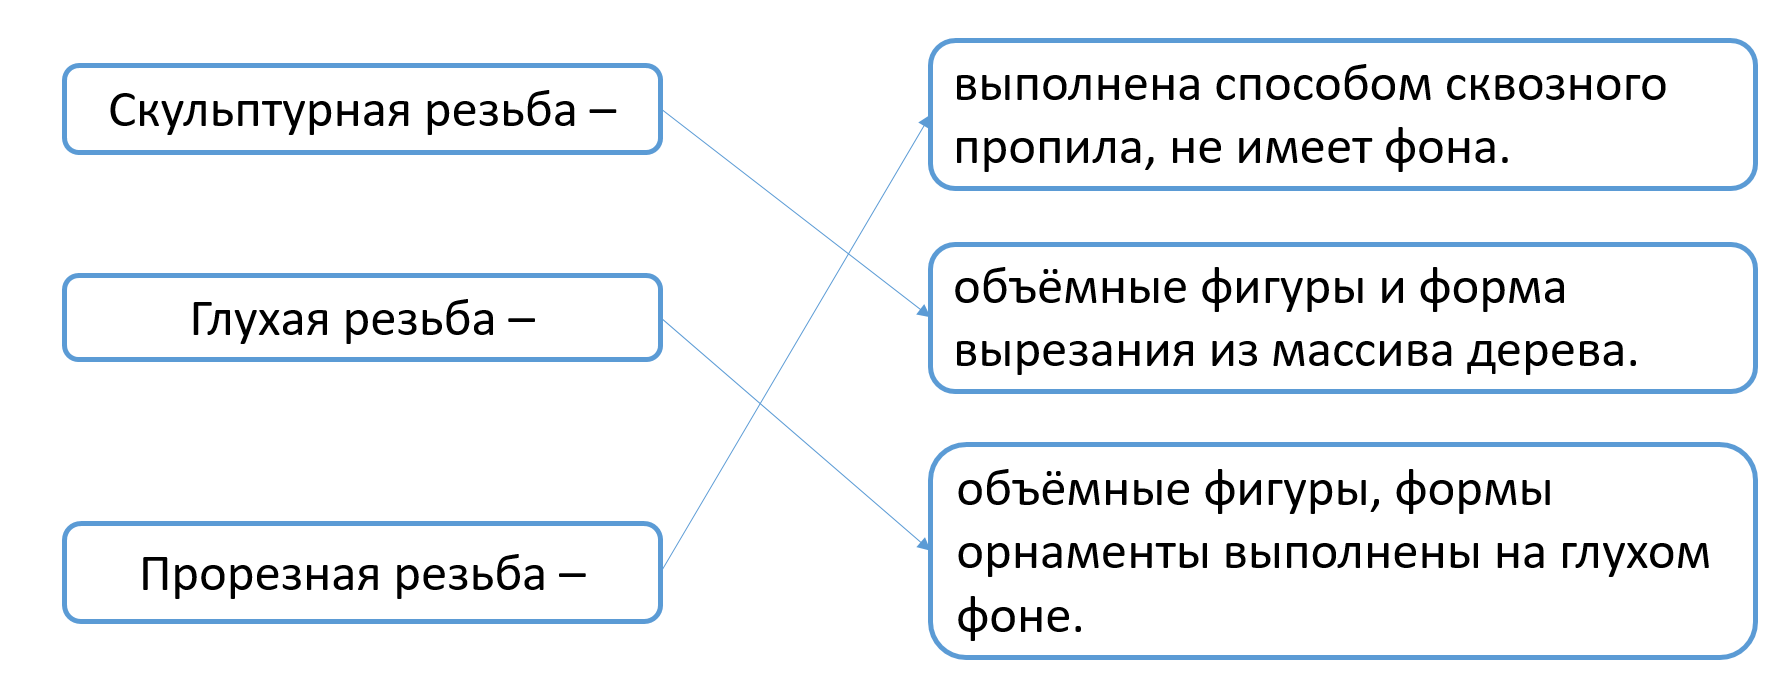 Скульптурная резьба –
Глухая резьба –
Прорезная резьба –
выполнена способом сквозного
пропила, не имеет фона.
объёмные фигуры и форма
вырезания из массива дерева.
объёмные фигуры, формы
орнаменты выполнены на глухом
фоне.